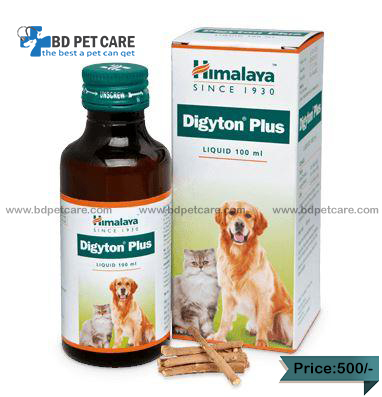 BD PET CARE
the best a pet can get
UNSCREW
Himalaya™
SINCE 1930
Digyton® Plus
LIQUID 100 ml
www.bdpetcare.com www.bdpetcare.com www.bdpetcare.com
Himalaya
SINCE 1930
Digyton® Plus
LIQUID 100 ml
Price:500/-